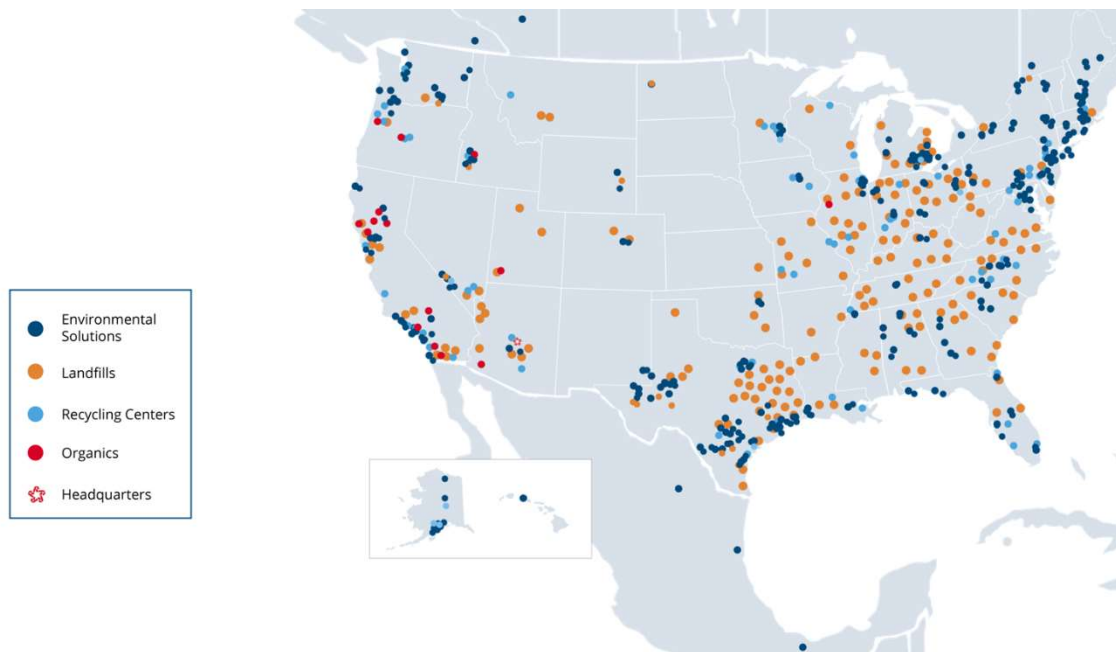 Environmental
Solutions
Landfills
Recycling Centers
Organics
Headquarters